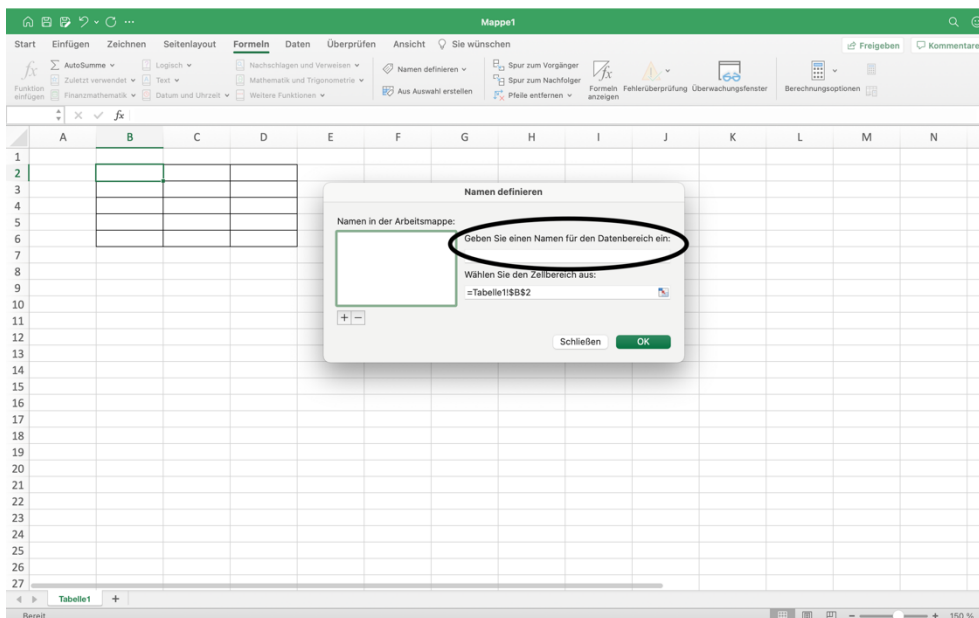 Mappe1
Start Einfügen Zeichnen Seitenlayout Formeln Daten Überprüfen Ansicht Sie wünschen Freigeben Kommentare
fx AutoSumme Logisch Nachschlagen und Verweisen Namen definieren Spur zum Vorgänger fx
Zuletzt verwendet Text Mathematik und Trigonometrie Spur zum Nachfolger
Funktion einfügen Finanzmathematik Datum und Uhrzeit Weitere Funktionen Aus Auswahl erstellen Pfeile entfernen Formeln anzeigen Fehlerüberprüfung Überwachungsfenster Berechnungsoptionen
fx
A B C D E F G H I J K L M N
1
2
3
Namen definieren
4
5
Namen in der Arbeitsmappe:
6
Geben Sie einen Namen für den Datenbereich ein:
7
8
Wählen Sie den Zellbereich aus:
9
=Tabelle1!$B$2
10
11
+ −
12
Schließen OK
13
14
15
16
17
18
19
20
21
22
23
24
25
26
27
Tabelle1 +
Bereit − + 150 %